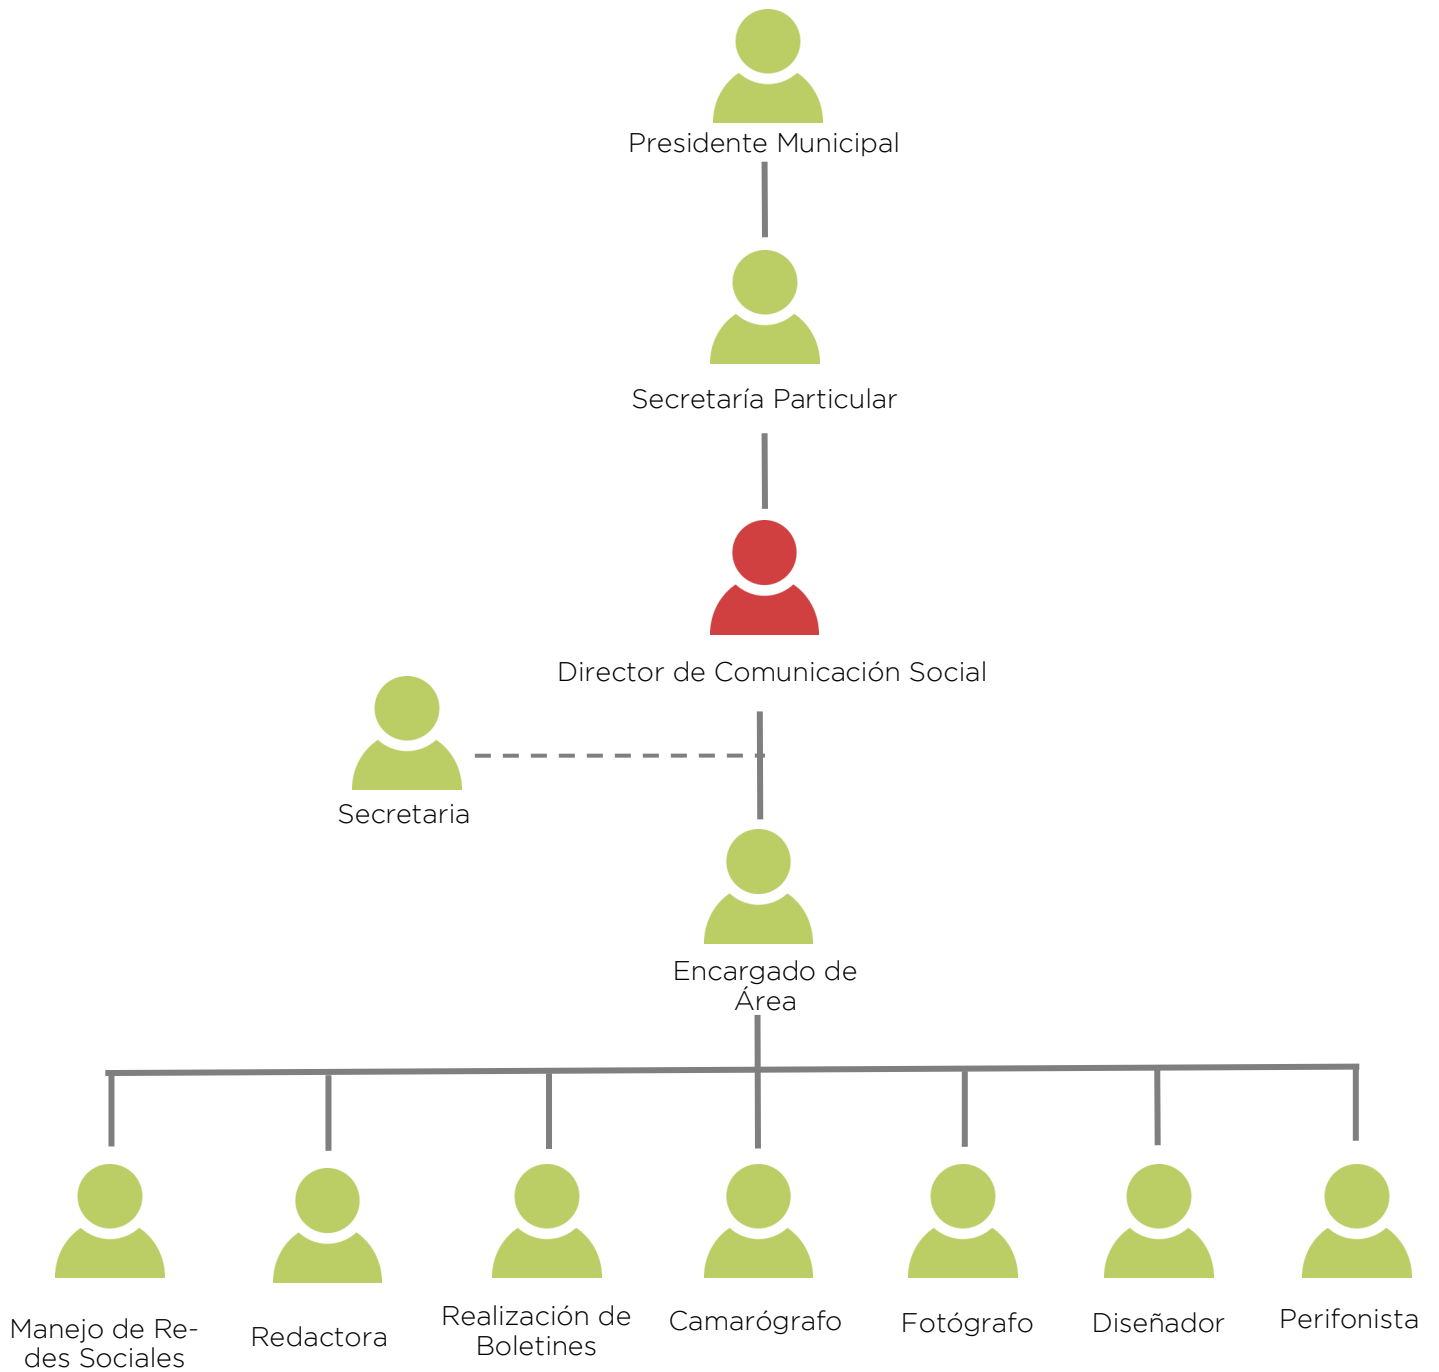 Presidente Municipal
Secretaría Particular
Director de Comunicación Social
Secretaria
Encargado de
Área
Manejo de Re-
des Sociales
Redactora
Realización de
Boletines
Camarógrafo
Fotógrafo
Diseñador
Perifonista